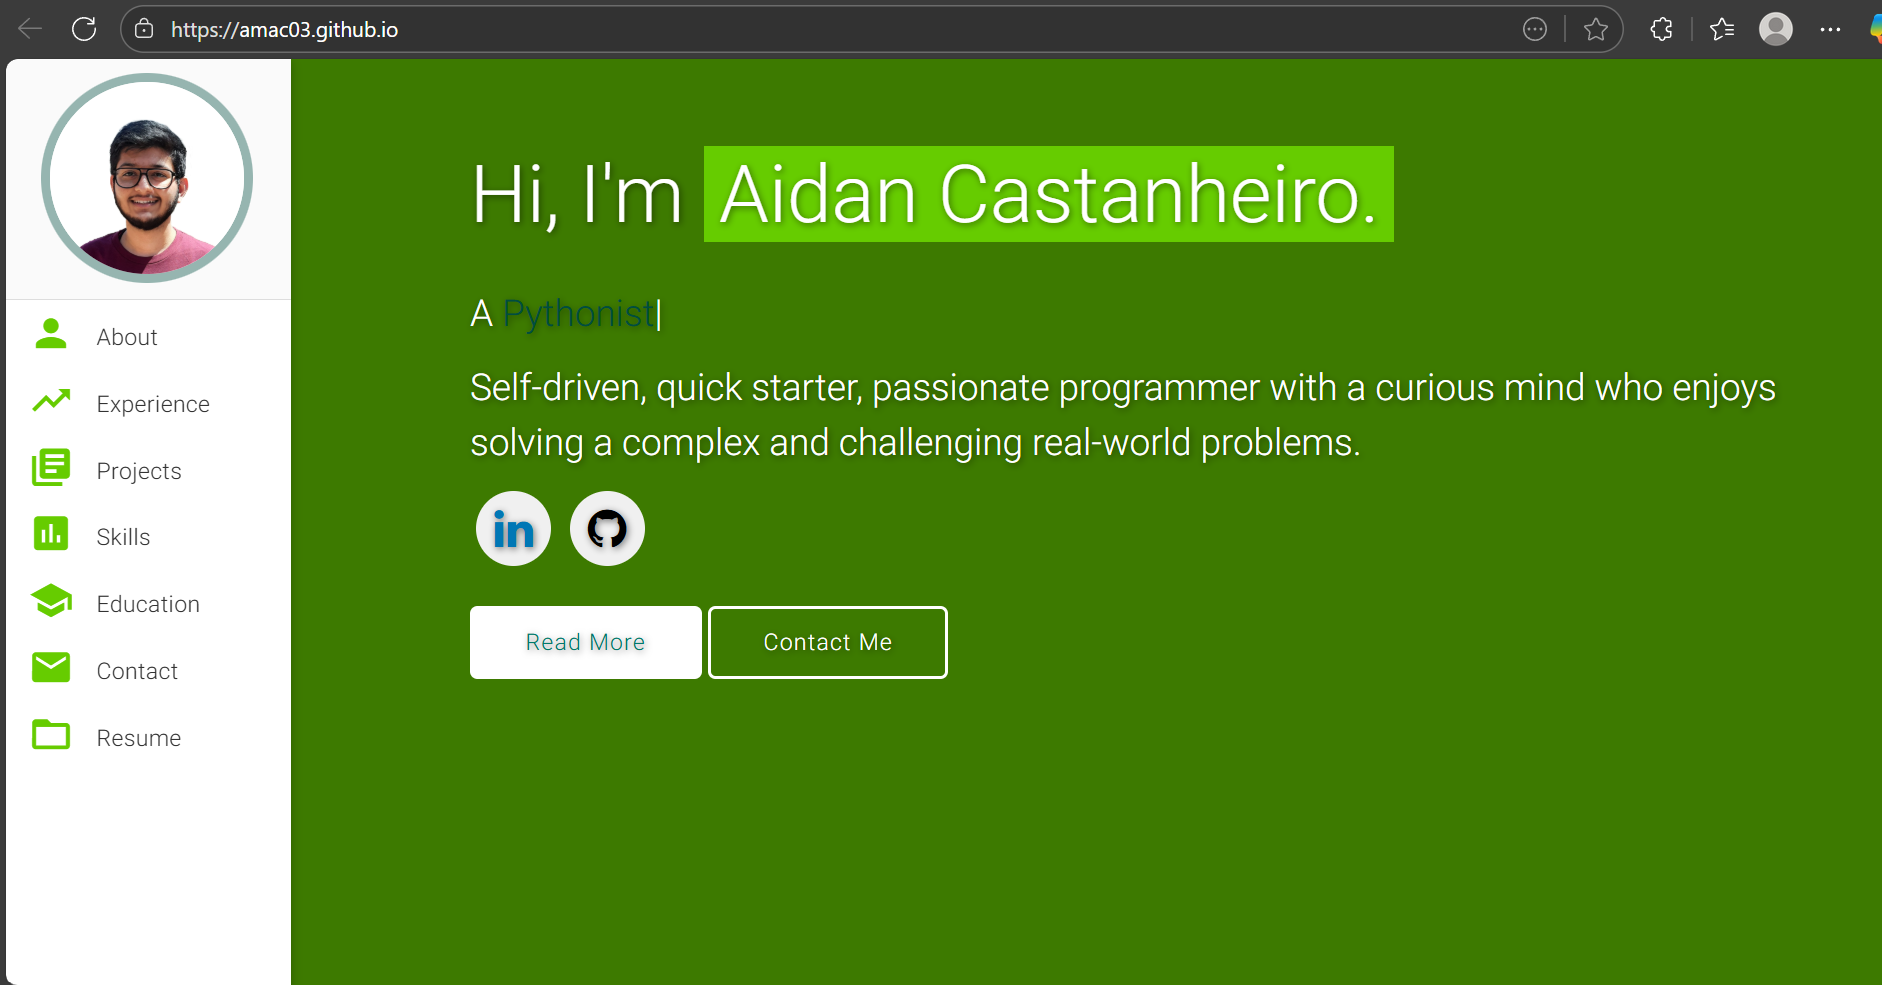 https://amac03.github.io
Hi, I'm Aidan Castanheiro.
A Pythonist|
Self-driven, quick starter, passionate programmer with a curious mind who enjoys
solving a complex and challenging real-world problems.
in
Read More
Contact Me
About
Experience
Projects
Skills
Education
Contact
Resume